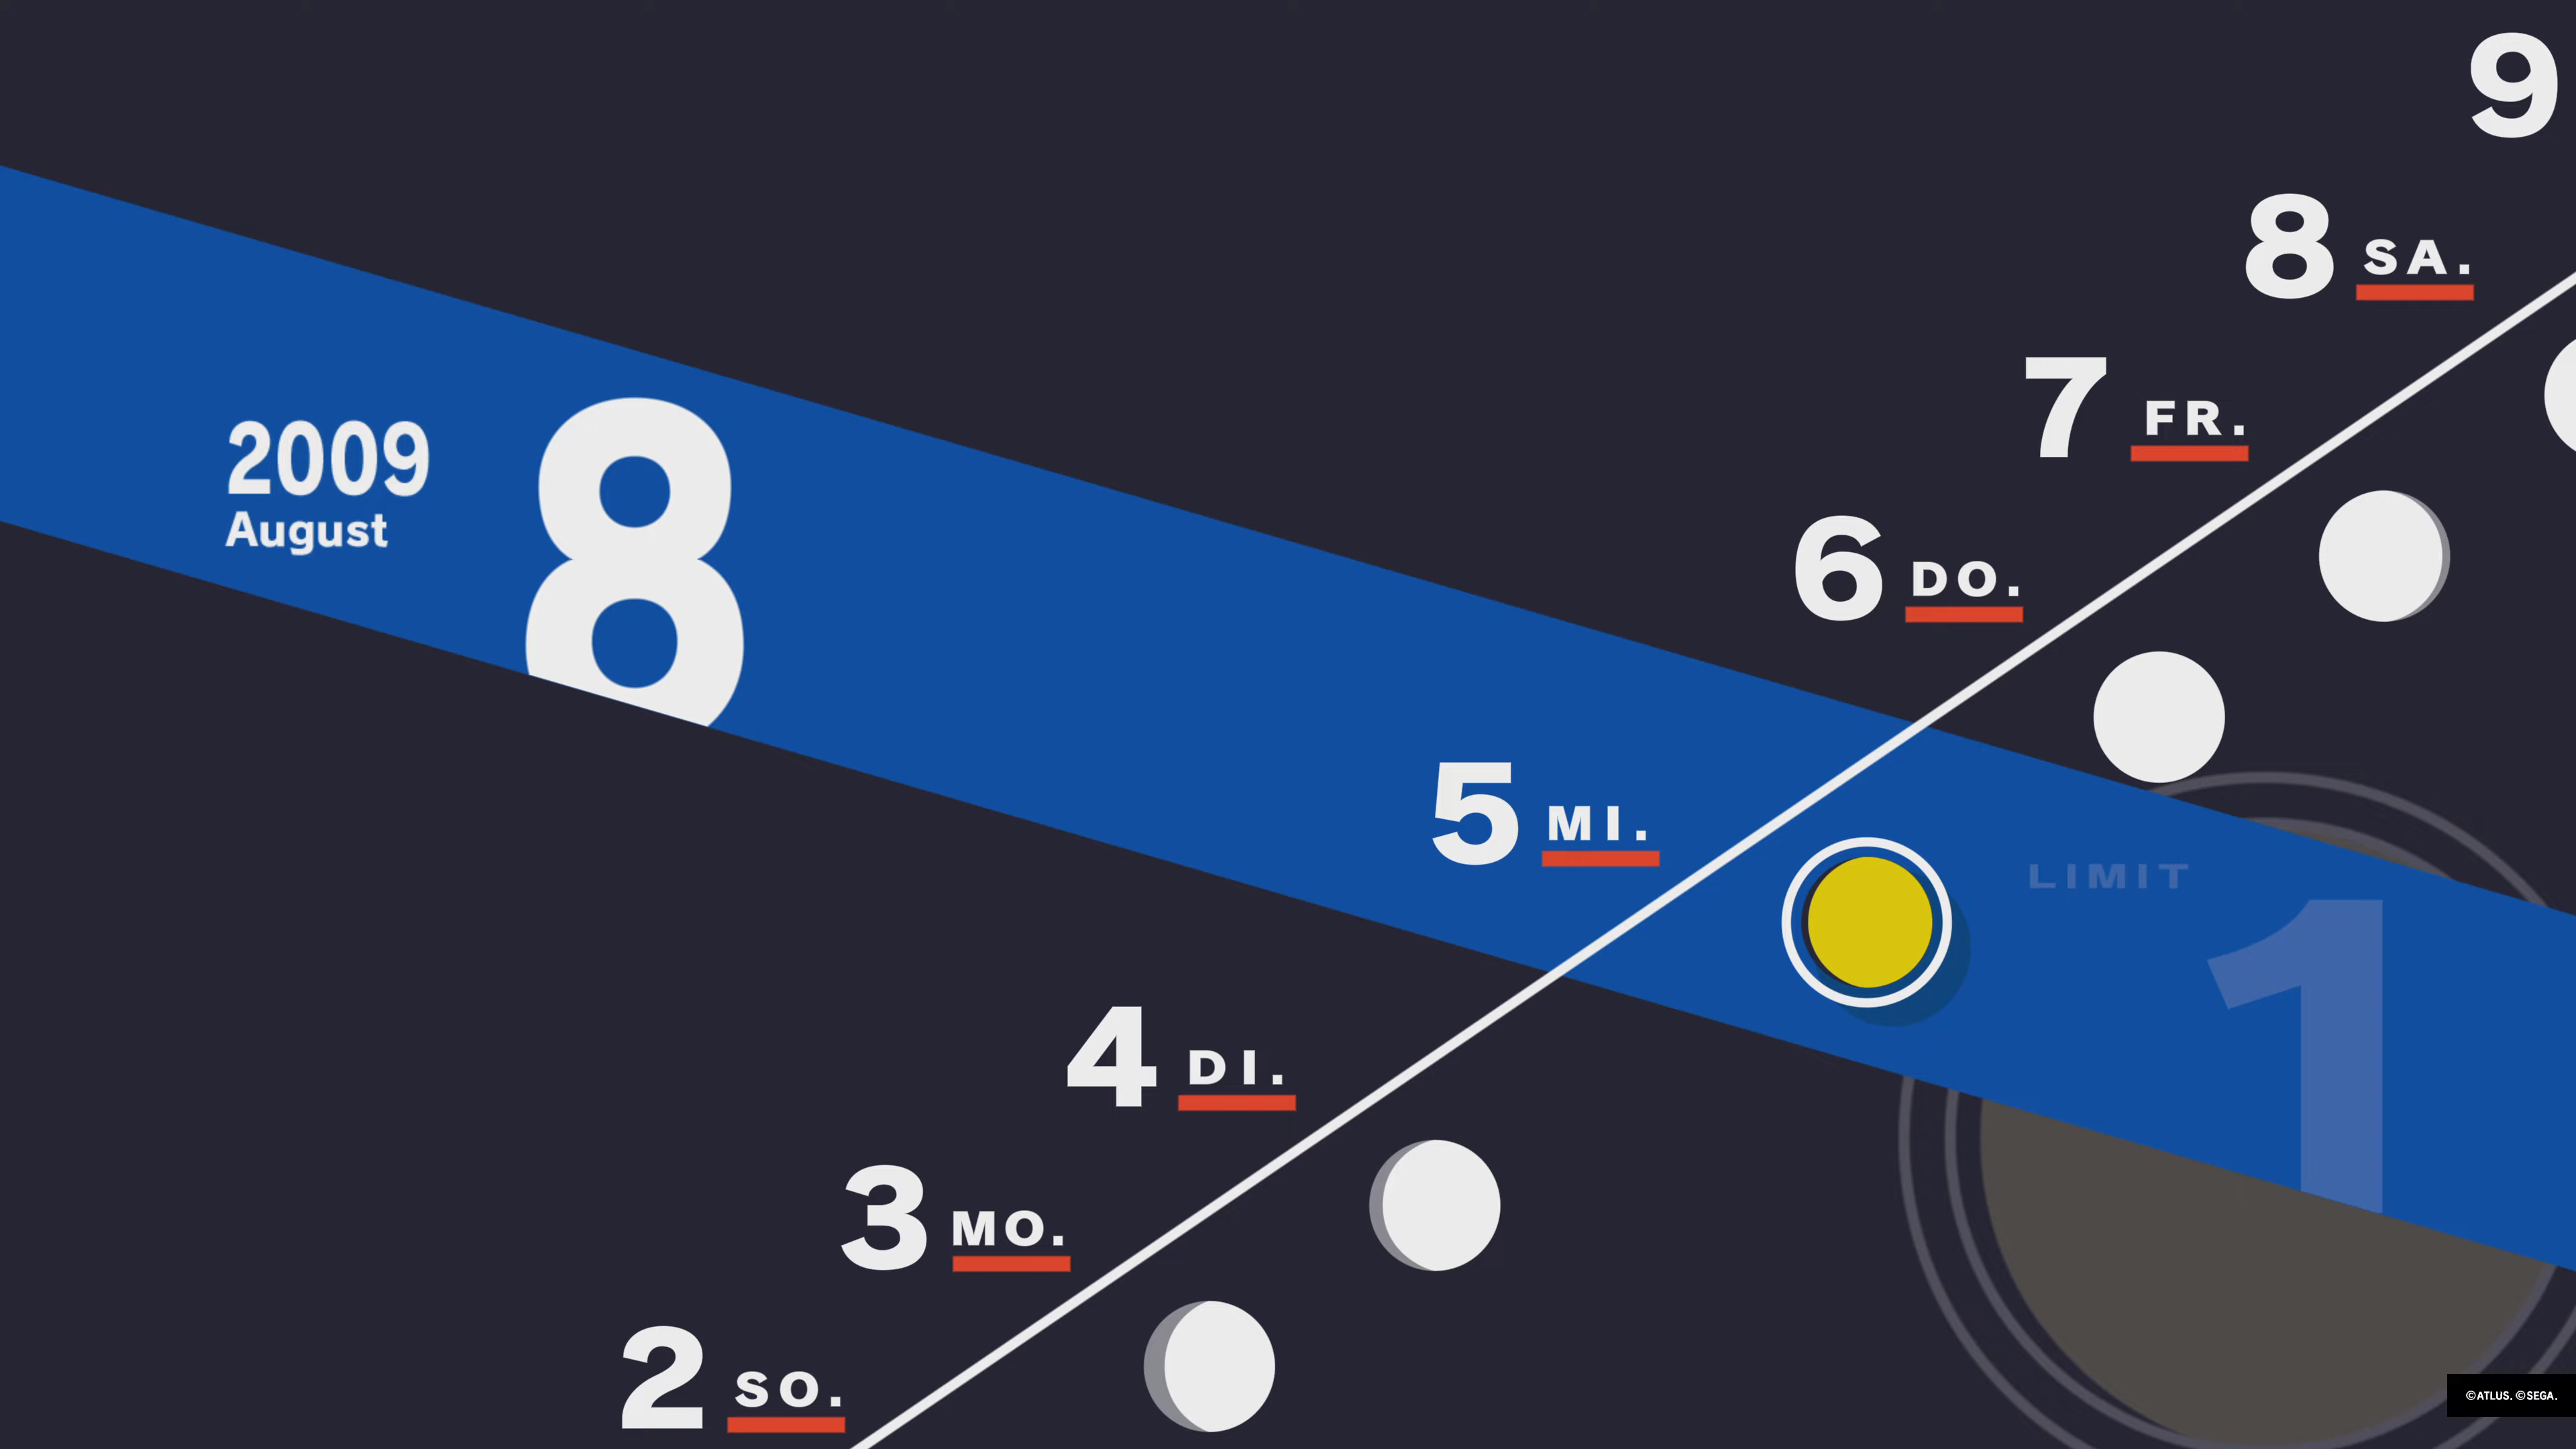 2009
August
8
9
8 SA.
7 FR.
6 DO.
5 MI.
4 DI.
3 MO.
2 SO.
LIMIT
1
©ATLUS. ©SEGA.